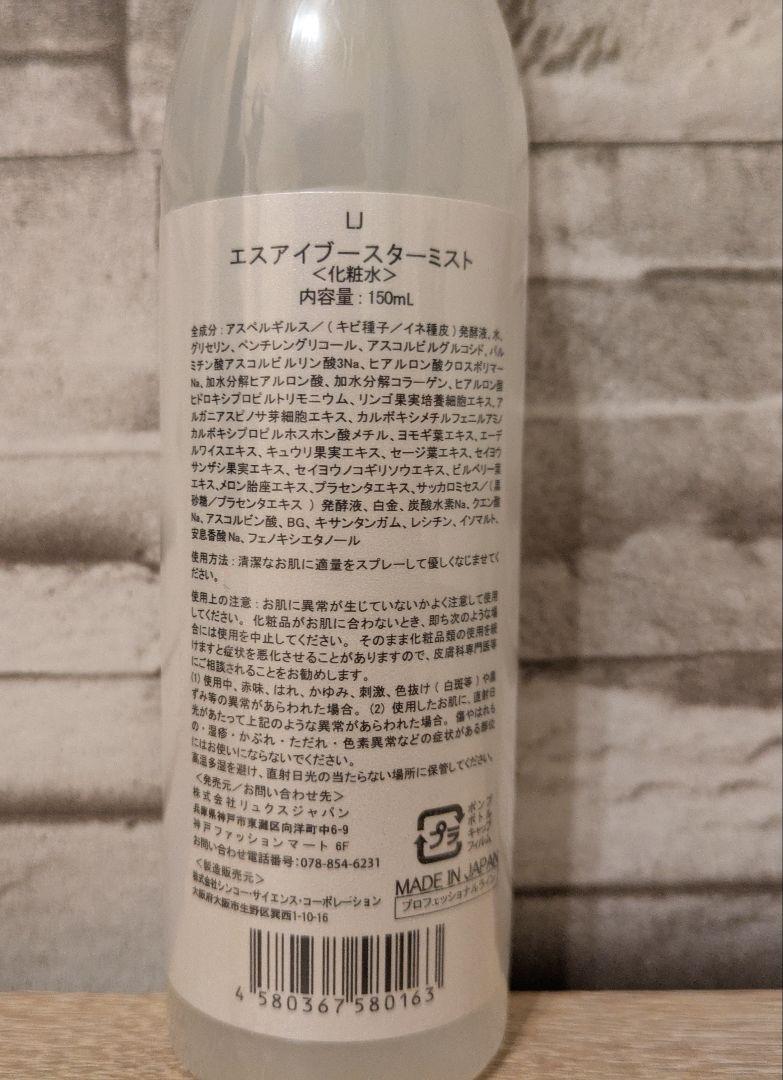 LJ
エスアイブースターミスト
＜化粧水＞
内容量：150mL
全成分：アスペルギルス／（キビ種子／イネ種皮）発酵液、水、
グリセリン、ペンチレングリコール、アスコルビルグルコシド、パル
ミチン酸アスコルビルリン酸3Na、ヒアルロン酸クロスポリマー
Na、加水分解ヒアルロン酸、加水分解コラーゲン、ヒアルロン酸
ヒドロキシプロピルトリモニウム、リンゴ果実培養細胞エキス、ア
ルガニアスピノサ芽細胞エキス、カルボキシメチルフェニルアミノ
カルボキシプロピルホスホン酸メチル、ヨモギ葉エキス、エーデ
ルワイスエキス、キュウリ果実エキス、セージ葉エキス、セイヨウ
サンザシ果実エキス、セイヨウノコギリソウエキス、ビルベリー葉
エキス、メロン胎座エキス、プラセンタエキス、サッカロミセス／（黒
砂糖／プラセンタエキス）発酵液、白金、炭酸水素Na、クエン酸
Na、アスコルビン酸、BG、キサンタンガム、レシチン、イソマルト、
安息香酸Na、フェノキシエタノール
使用方法：清潔なお肌に適量をスプレーして優しくなじませてく
ださい。
使用上の注意：お肌に異常が生じていないかよく注意して使用
してください。化粧品がお肌に合わないとき、即ち次のような場
合には使用を中止してください。そのまま化粧品類の使用を続
けますと症状を悪化させることがありますので、皮膚科専門医等
にご相談されることをお勧めします。
(1) 使用中、赤味、はれ、かゆみ、刺激、色抜け（白斑等）や黒
ずみ等の異常があらわれた場合。(2) 使用したお肌に、直射日
光があたって上記のような異常があらわれた場合。傷やはれも
の・湿疹・かぶれ・ただれ・色素異常などの症状がある部位
にはお使いにならないでください。
高温多湿を避け、直射日光の当たらない場所に保管してください。
＜発売元／お問い合わせ先＞
株式会社リュクスジャパン
兵庫県神戸市東灘区向洋町中6-9
神戸ファッションマート 6F
お問い合わせ電話番号：078-854-6231
＜製造販売元＞
株式会社シンコー・サイエンス・コーポレーション
大阪府大阪市生野区巽西1-10-16
プラ
ポンプ
ボトル
キャップ
フィルム
MADE IN JAPAN
プロフェッショナルライン
4 580367 580163